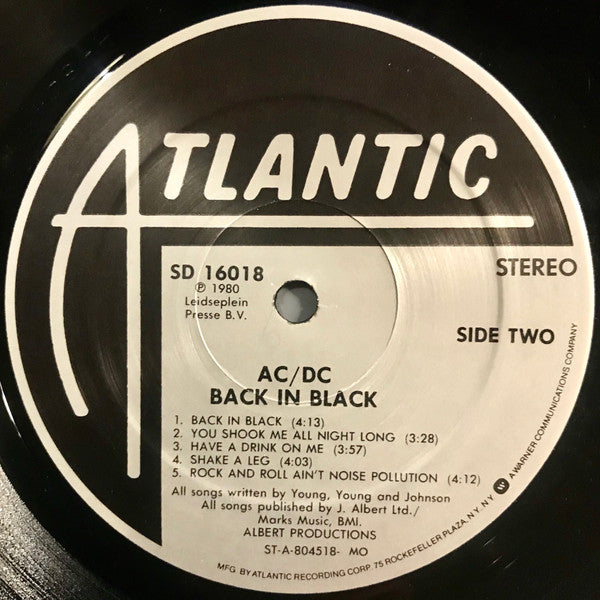 ATLANTIC
SD 16018
℗ 1980
Leidseplein
Presse B.V.
STEREO
SIDE TWO
AC/DC
BACK IN BLACK
1. BACK IN BLACK (4:13)
2. YOU SHOOK ME ALL NIGHT LONG (3:28)
3. HAVE A DRINK ON ME (3:57)
4. SHAKE A LEG (4:03)
5. ROCK AND ROLL AIN'T NOISE POLLUTION (4:12)
All songs written by Young, Young and Johnson
All songs published by J. Albert Ltd./
Marks Music, BMI.
ALBERT PRODUCTIONS
ST-A-804518- MO
MFG. BY ATLANTIC RECORDING CORP. 75 ROCKEFELLER PLAZA, N.Y. N.Y. W A WARNER COMMUNICATIONS COMPANY